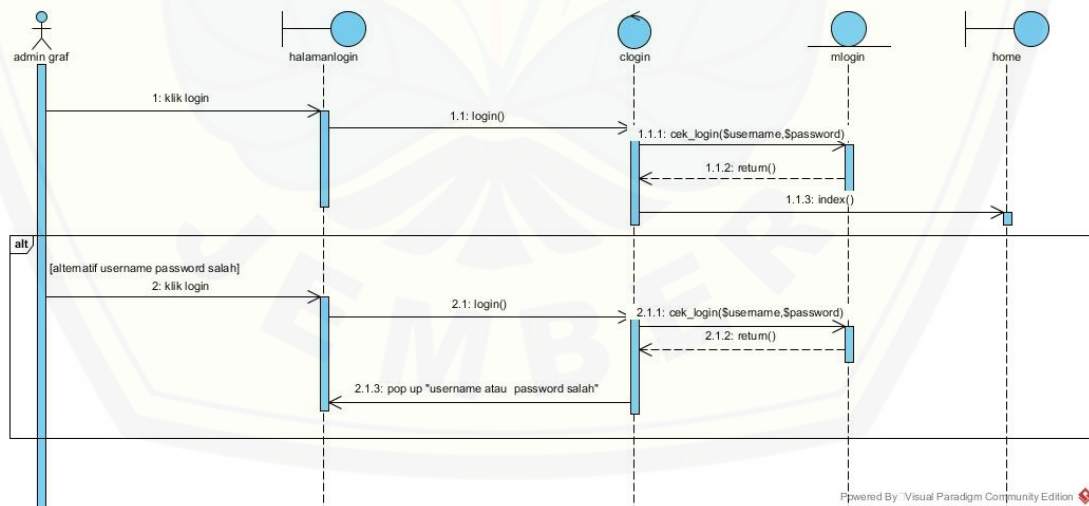 admin graf
halamanlogin
clogin
mlogin
home
1: klik login
1.1: login()
1.1.1: cek_login($username,$password)
1.1.2: return()
1.1.3: index()
alt
[alternatif username password salah]
2: klik login
2.1: login()
2.1.1: cek_login($username,$password)
2.1.2: return()
2.1.3: pop up "username atau  password salah"
JEMBER
Powered By Visual Paradigm Community Edition